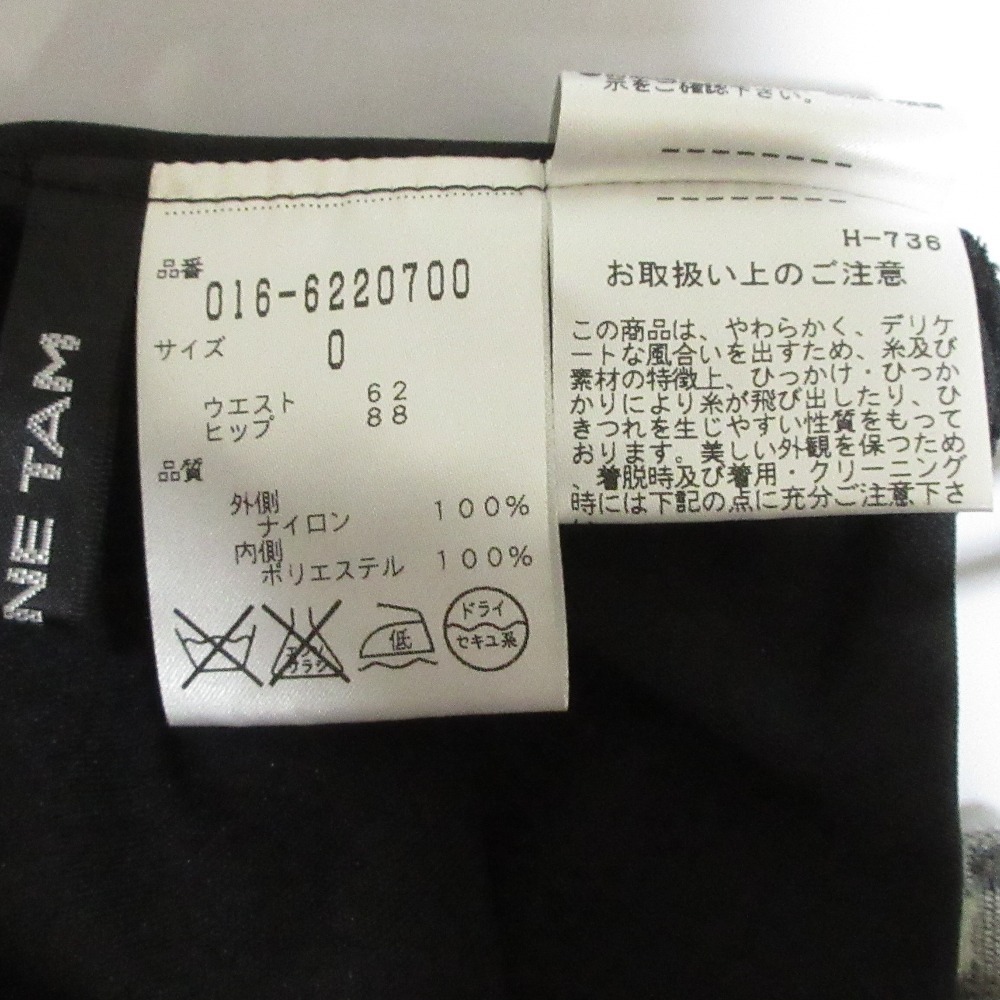 NE TAM
品番
016-6220700
サイズ 0
ウエスト 62
ヒップ 88
品質
外側
ナイロン 100%
内側
ポリエステル 100%
低
ドライ
セキユ系
をご確認下さい。
H-736
お取扱い上のご注意
この商品は、やわらかく、デリケ
ートな風合いを出すため、糸及び
素材の特徴上、ひっかけ・ひっか
かりにより糸が飛び出したり、ひ
きつれを生じやすい性質をもって
おります。美しい外観を保つため
、着脱時及び着用・クリーニング
時には下記の点に充分ご注意下さ